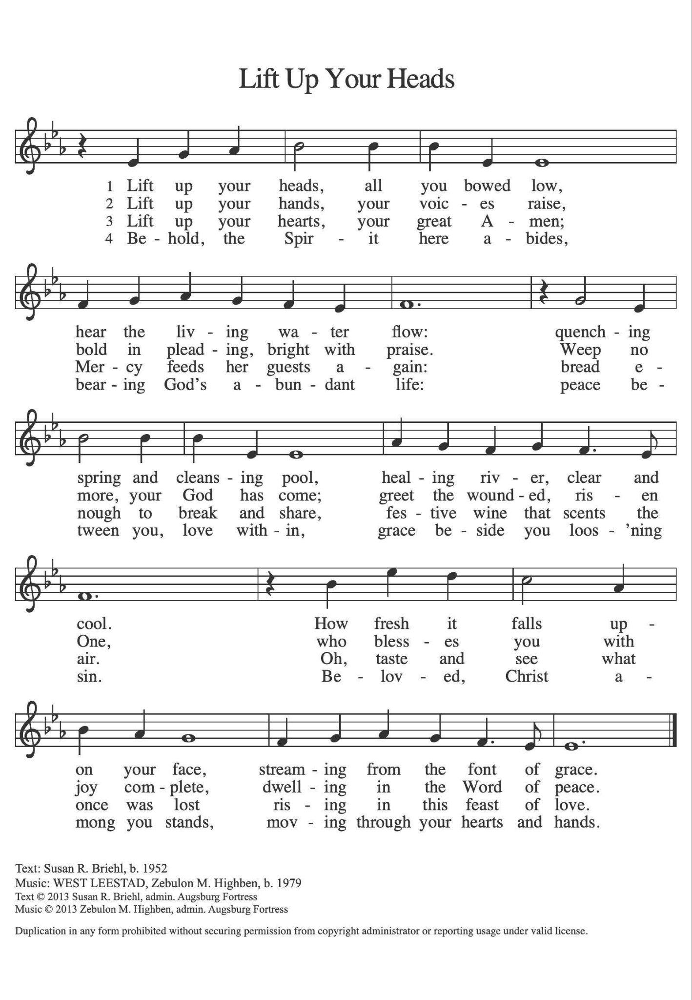 Lift Up Your Heads
1 Lift up your heads, all you bowed low,
2 Lift up your hands, your voic - es raise,
3 Lift up your hearts, your great A - men;
4 Be - hold, the Spir - it here a - bides,
hear the liv - ing wa - ter flow: quench - ing
bold in plead - ing, bright with praise. Weep no
Mer - cy feeds her guests a - gain: bread e -
bear - ing God's a - bun - dant life: peace be -
spring and cleans - ing pool, heal - ing riv - er, clear and
more, your God has come; greet the wound - ed, ris - en
nough to break and share, fes - tive wine that scents the
tween you, love with - in, grace be - side you loos - 'ning
cool. How fresh it falls up -
One, who bless - es you with
air. Oh, taste and see what
sin. Be - lov - ed, Christ a -
on your face, stream - ing from the font of grace.
joy com - plete, dwell - ing in the Word of peace.
once was lost ris - ing in this feast of love.
mong you stands, mov - ing through your hearts and hands.
Text: Susan R. Briehl, b. 1952
Music: WEST LEESTAD, Zebulon M. Highben, b. 1979
Text © 2013 Susan R. Briehl, admin. Augsburg Fortress
Music © 2013 Zebulon M. Highben, admin. Augsburg Fortress
Duplication in any form prohibited without securing permission from copyright administrator or reporting usage under valid license.